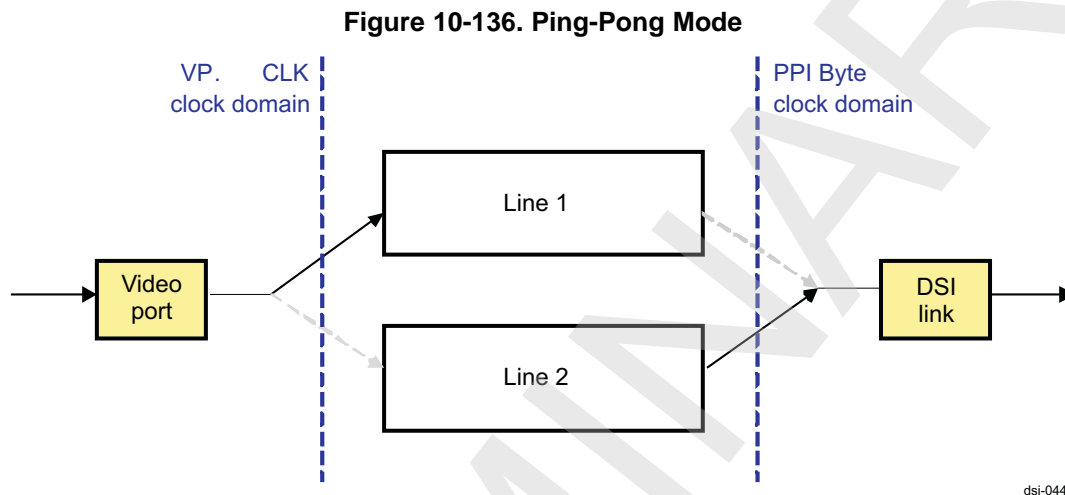 Figure 10-136. Ping-Pong Mode
VP. CLK
clock domain
PPI Byte
clock domain
Line 1
Video
port
DSI
link
Line 2
dsi-044